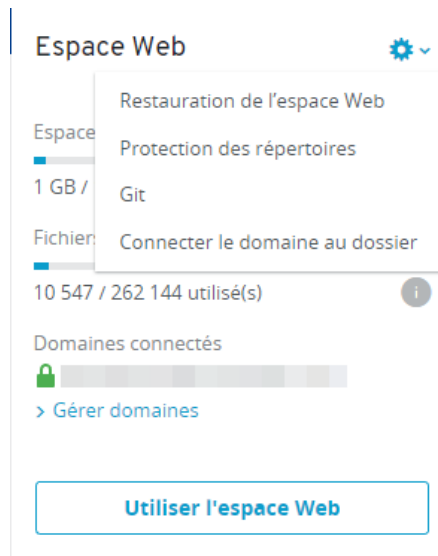 Espace Web
Restauration de l'espace Web
Espace
Protection des répertoires
1 GB /
Git
Fichier
Connecter le domaine au dossier
10 547 / 262 144 utilisé(s)
i
Domaines connectés
> Gérer domaines
Utiliser l'espace Web